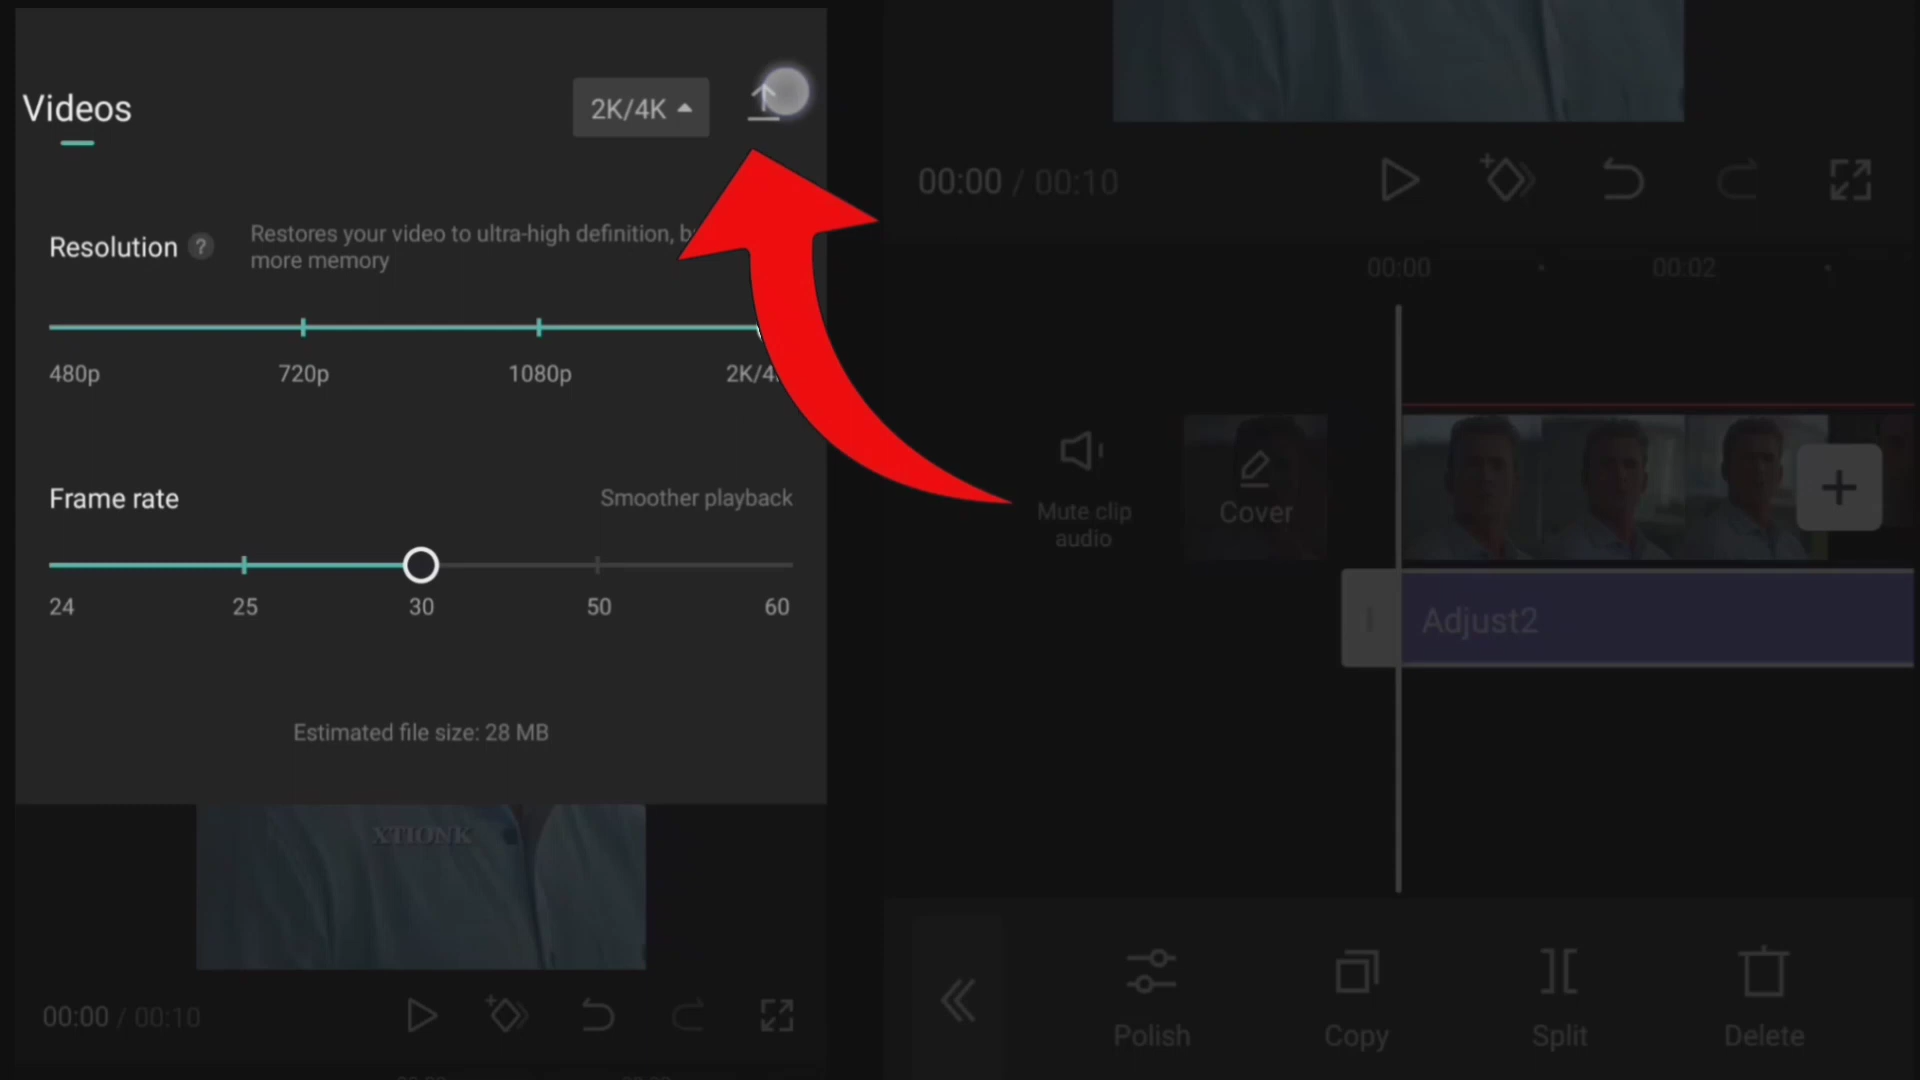 Videos
2K/4K
Resolution ?
Restores your video to ultra-high definition,
more memory
480p 720p 1080p 2K/4
Frame rate
Smoother playback
24 25 30 50 60
Estimated file size: 28 MB
XTIONK
00:00 / 00:10
00:00 / 00:10
00:00 00:02
Mute clip
audio
Cover
Adjust2
Polish Copy Split Delete